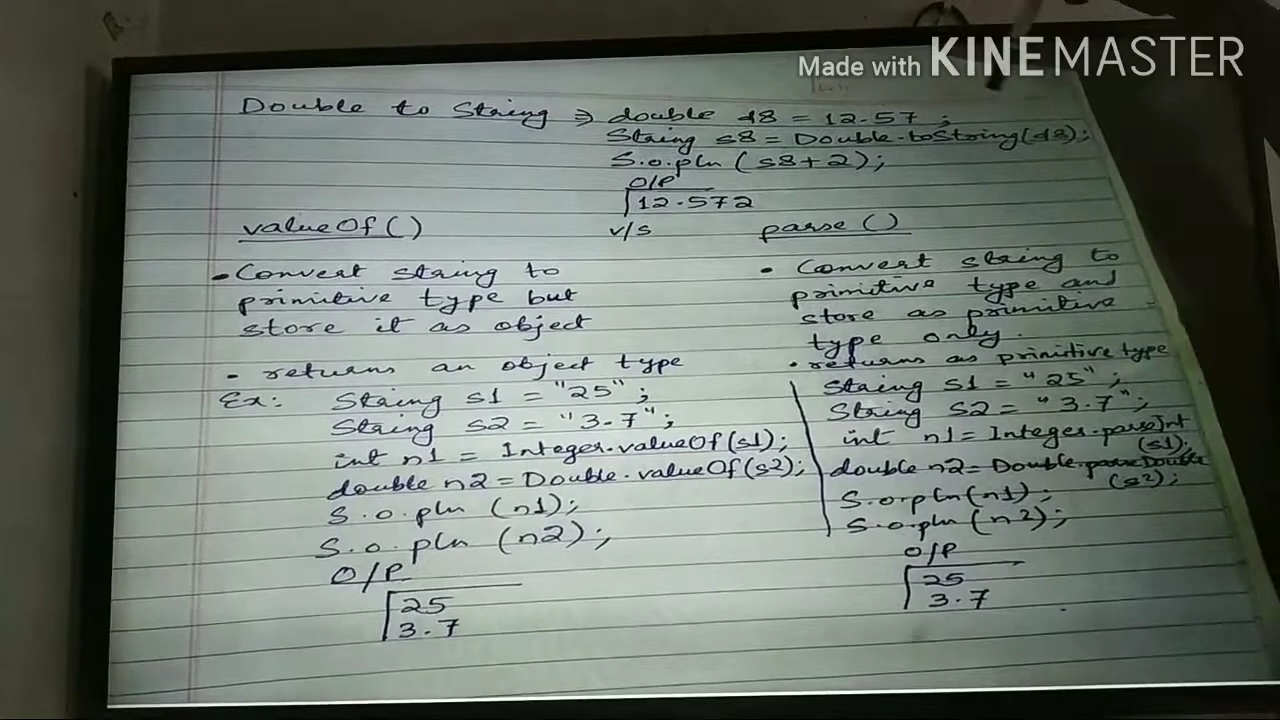 Made with KINEMASTER
Double to String ⇒ double d8 = 12.57 ;
String s8 = Double.toString(d8);
S.o.pln (s8+2);
O/P
12.572
valueOf() v/s parse()
• Convert string to
primitive type but
store it as object
• returns an object type
Ex: String s1 = "25";
String s2 = "3.7";
int n1 = Integer.valueOf(s1);
double n2 = Double.valueOf(s2);
S.o.pln (n1);
S.o.pln (n2);
O/P
25
3.7
• Convert string to
primitive type and
store as primitive
type only.
• returns as primitive type
String s1 = "25";
String s2 = "3.7";
int n1 = Integer.parseInt
(s1);
double n2 = Double.parseDouble
(s2);
S.o.pln(n1);
S.o.pln(n2);
O/P
25
3.7